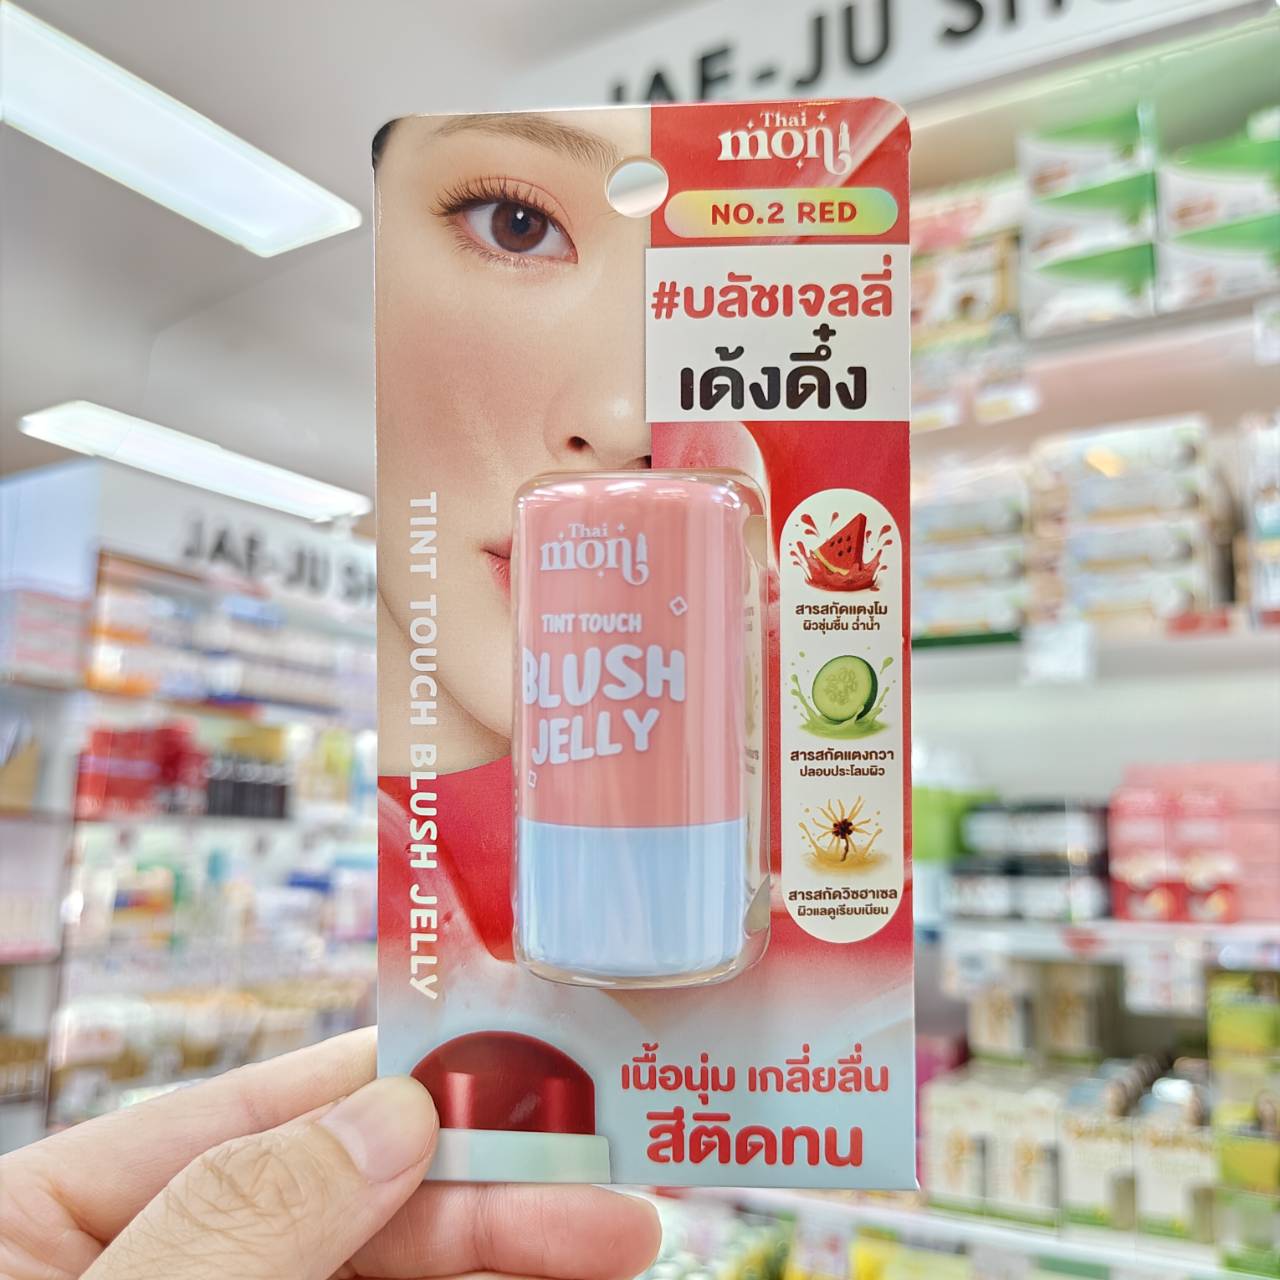 JAE-JU SHO
JAE-JU SH
Thai
moni
NO.2 RED
#บลัชเจลลี่
เด้งดึ๋ง
TINT TOUCH BLUSH JELLY
Thai
moni
TINT TOUCH
BLUSH
JELLY
สารสกัดแตงโม
ผิวชุ่มชื้น ฉ่ำน้ำ
สารสกัดแตงกวา
ปลอบประโลมผิว
สารสกัดวิชฮาเซล
ผิวแลดูเรียบเนียน
เนื้อนุ่ม เกลี่ยลื่น
สีติดทน